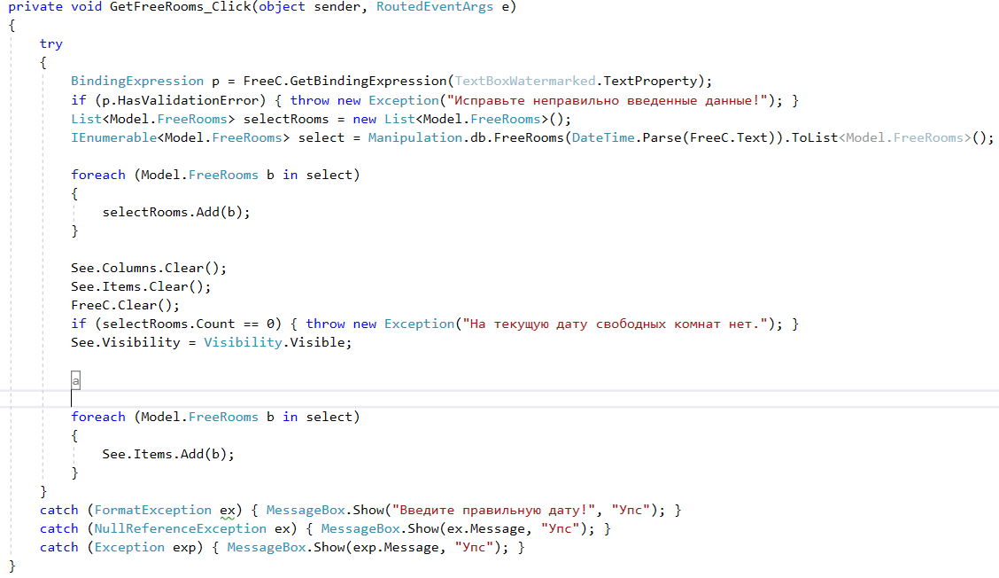 private void GetFreeRooms_Click(object sender, RoutedEventArgs e)
{
    try
    {
        BindingExpression p = FreeC.GetBindingExpression(TextBoxWatermarked.TextProperty);
        if (p.HasValidationError) { throw new Exception("Исправьте неправильно введенные данные!"); }
        List<Model.FreeRooms> selectRooms = new List<Model.FreeRooms>();
        IEnumerable<Model.FreeRooms> select = Manipulation.db.FreeRooms(DateTime.Parse(FreeC.Text)).ToList<Model.FreeRooms>();
        foreach (Model.FreeRooms b in select)
        {
            selectRooms.Add(b);
        }
        See.Columns.Clear();
        See.Items.Clear();
        FreeC.Clear();
        if (selectRooms.Count == 0) { throw new Exception("На текущую дату свободных комнат нет."); }
        See.Visibility = Visibility.Visible;
        a
        foreach (Model.FreeRooms b in select)
        {
            See.Items.Add(b);
        }
    }
    catch (FormatException ex) { MessageBox.Show("Введите правильную дату!", "Упс"); }
    catch (NullReferenceException ex) { MessageBox.Show(ex.Message, "Упс"); }
    catch (Exception exp) { MessageBox.Show(exp.Message, "Упс"); }
}